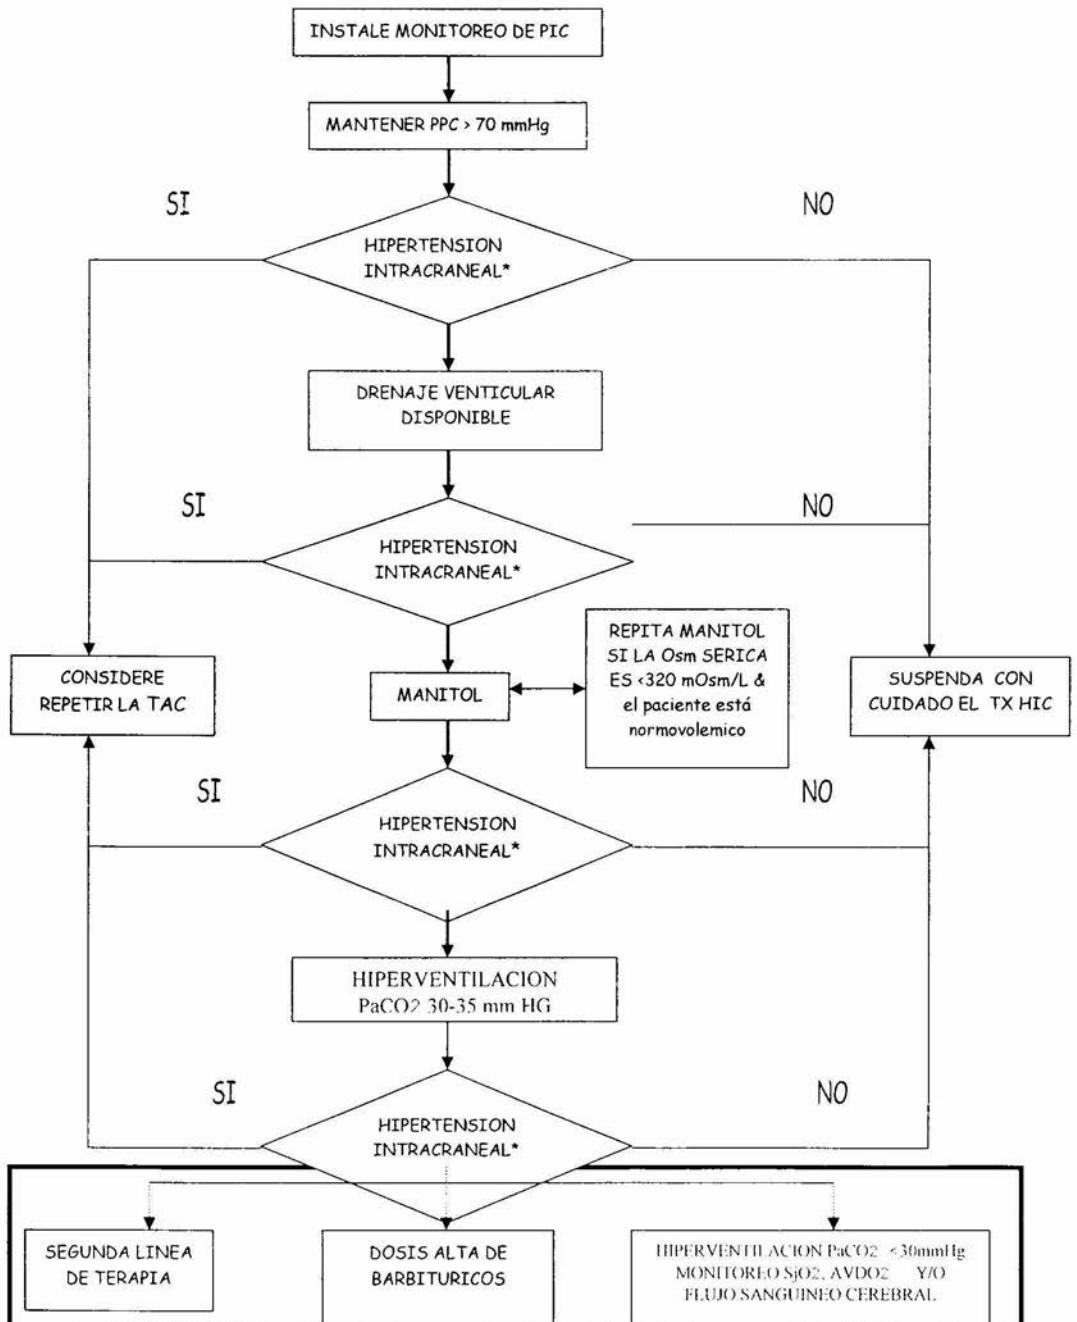 INSTALE MONITOREO DE PIC
MANTENER PPC > 70 mmHg
SI
NO
HIPERTENSION
INTRACRANEAL*
DRENAJE VENTICULAR
DISPONIBLE
SI
NO
HIPERTENSION
INTRACRANEAL*
CONSIDERE
REPETIR LA TAC
MANITOL
REPITA MANITOL
SI LA Osm SERICA
ES <320 mOsm/L &
el paciente está
normovolemico
SUSPENDA CON
CUIDADO EL TX HIC
SI
NO
HIPERTENSION
INTRACRANEAL*
HIPERVENTILACION
PaCO2 30-35 mm HG
SI
NO
HIPERTENSION
INTRACRANEAL*
SEGUNDA LINEA
DE TERAPIA
DOSIS ALTA DE
BARBITURICOS
HIPERVENTILACION PaCO2 <30mmHg
MONITOREO SjO2, AVDO2 Y/O
FLUJO SANGUINEO CEREBRAL